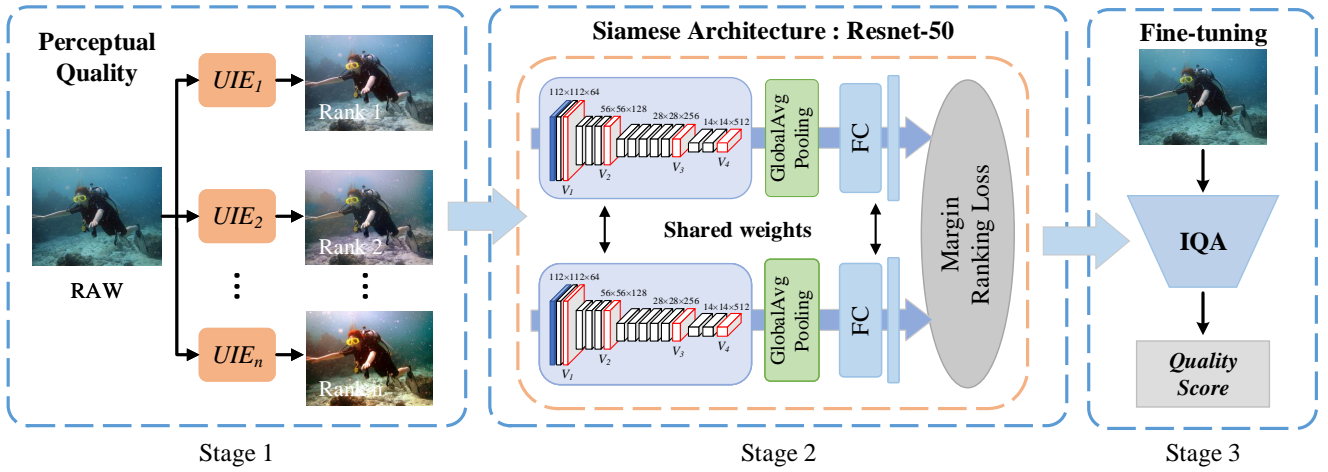 Perceptual
Quality
UIE1
Rank 1
RAW
UIE2
Rank 2
UIEn
Rank n
Stage 1
Siamese Architecture : Resnet-50
112×112×64
56×56×128
28×28×256
14×14×512
V1
V2
V3
V4
GlobalAvg
Pooling
FC
Shared weights
112×112×64
56×56×128
28×28×256
14×14×512
V1
V2
V3
V4
GlobalAvg
Pooling
FC
Margin
Ranking Loss
Stage 2
Fine-tuning
IQA
Quality
Score
Stage 3